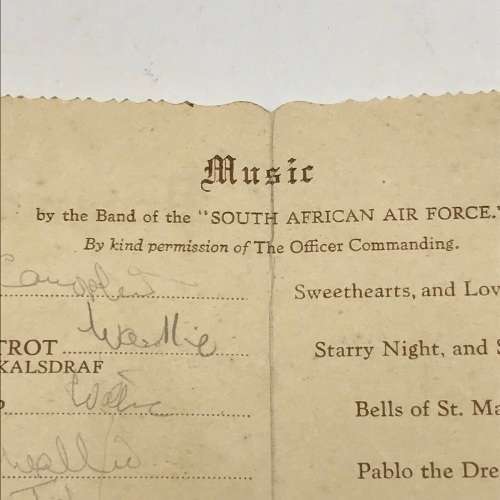 Music
by the Band of the "SOUTH AFRICAN AIR FORCE."
By kind permission of The Officer Commanding.
Sweethearts, and Lov
TROT Wallie
KALSDRAF
Starry Night, and S
Bells of St. Ma
Pablo the Dre